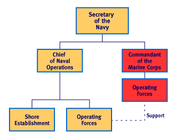 Secretary
of the
Navy
Chief
of Naval
Operations
Commandant
of the
Marine Corps
Operating
Forces
Shore
Establishment
Operating
Forces
Support